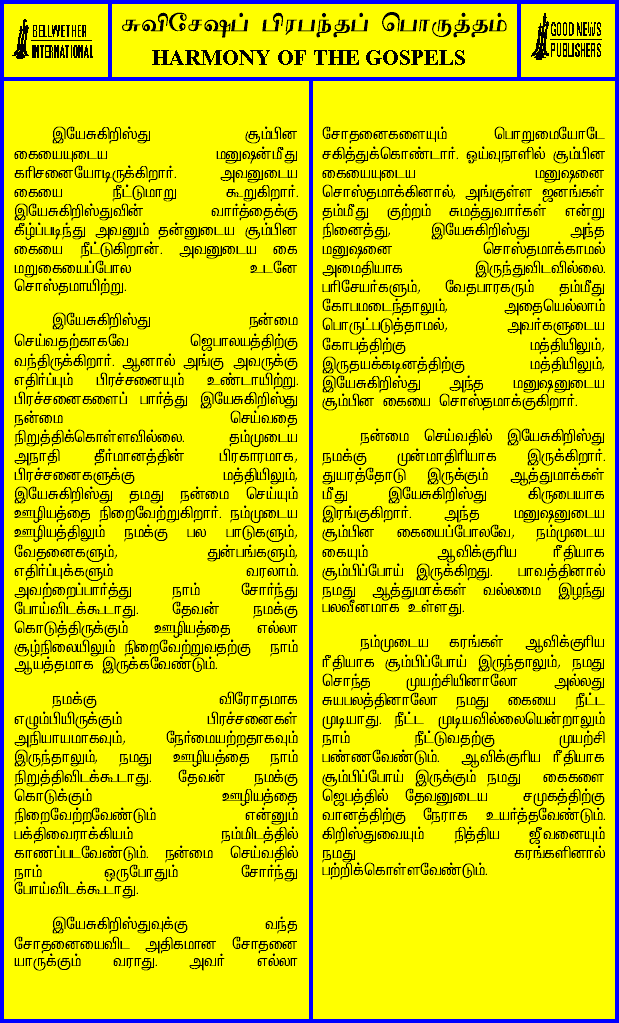 BELLWETHER
INTERNATIONAL
சுவிசேஷப் பிரபந்தப் பொருத்தம்
HARMONY OF THE GOSPELS
GOOD NEWS
PUBLISHERS
இயேசுகிறிஸ்து சூம்பின
கையையுடைய மனுஷன்மீது
கரிசனையோடிருக்கிறார். அவனுடைய
கையை நீட்டுமாறு கூறுகிறார்.
இயேசுகிறிஸ்துவின் வார்த்தைக்கு
கீழ்ப்படிந்து அவனும் தன்னுடைய சூம்பின
கையை நீட்டுகிறான். அவனுடைய கை
மறுகையைப்போல உடனே
சொஸ்தமாயிற்று.
இயேசுகிறிஸ்து நன்மை
செய்வதற்காகவே ஜெபாலயத்திற்கு
வந்திருக்கிறார். ஆனால் அங்கு அவருக்கு
எதிர்ப்பும் பிரச்சனையும் உண்டாயிற்று.
பிரச்சனைகளைப் பார்த்து இயேசுகிறிஸ்து
நன்மை செய்வதை
நிறுத்திக்கொள்ளவில்லை. தம்முடைய
அநாதி தீர்மானத்தின் பிரகாரமாக,
பிரச்சனைகளுக்கு மத்தியிலும்,
இயேசுகிறிஸ்து தமது நன்மை செய்யும்
ஊழியத்தை நிறைவேற்றுகிறார். நம்முடைய
ஊழியத்திலும் நமக்கு பல பாடுகளும்,
வேதனைகளும், துன்பங்களும்,
எதிர்ப்புக்களும் வரலாம்.
அவற்றைப்பார்த்து நாம் சோர்ந்து
போய்விடக்கூடாது. தேவன் நமக்கு
கொடுத்திருக்கும் ஊழியத்தை எல்லா
சூழ்நிலையிலும் நிறைவேற்றுவதற்கு நாம்
ஆயத்தமாக இருக்கவேண்டும்.
நமக்கு விரோதமாக
எழும்பியிருக்கும் பிரச்சனைகள்
அநியாயமாகவும், நேர்மையற்றதாகவும்
இருந்தாலும், நமது ஊழியத்தை நாம்
நிறுத்திவிடக்கூடாது. தேவன் நமக்கு
கொடுக்கும் ஊழியத்தை
நிறைவேற்றவேண்டும் என்னும்
பக்திவைராக்கியம் நம்மிடத்தில்
காணப்படவேண்டும். நன்மை செய்வதில்
நாம் ஒருபோதும் சோர்ந்து
போய்விடக்கூடாது.
இயேசுகிறிஸ்துவுக்கு வந்த
சோதனையைவிட அதிகமான சோதனை
யாருக்கும் வராது. அவர் எல்லா
சோதனைகளையும் பொறுமையோடே
சகித்துக்கொண்டார். ஓய்வுநாளில் சூம்பின
கையையுடைய மனுஷனை
சொஸ்தமாக்கினால், அங்குள்ள ஜனங்கள்
தம்மீது குற்றம் சுமத்துவார்கள் என்று
நினைத்து, இயேசுகிறிஸ்து அந்த
மனுஷனை சொஸ்தமாக்காமல்
அமைதியாக இருந்துவிடவில்லை.
பரிசேயர்களும், வேதபாரகரும் தம்மீது
கோபமடைந்தாலும், அதையெல்லாம்
பொருட்படுத்தாமல், அவர்களுடைய
கோபத்திற்கு மத்தியிலும்,
இருதயக்கடினத்திற்கு மத்தியிலும்,
இயேசுகிறிஸ்து அந்த மனுஷனுடைய
சூம்பின கையை சொஸ்தமாக்குகிறார்.
நன்மை செய்வதில் இயேசுகிறிஸ்து
நமக்கு முன்மாதிரியாக இருக்கிறார்.
துயரத்தோடு இருக்கும் ஆத்துமாக்கள்
மீது இயேசுகிறிஸ்து கிருபையாக
இரங்குகிறார். அந்த மனுஷனுடைய
சூம்பின கையைப்போலவே, நம்முடைய
கையும் ஆவிக்குரிய ரீதியாக
சூம்பிப்போய் இருக்கிறது. பாவத்தினால்
நமது ஆத்துமாக்கள் வல்லமை இழந்து
பலவீனமாக உள்ளது.
நம்முடைய கரங்கள் ஆவிக்குரிய
ரீதியாக சூம்பிப்போய் இருந்தாலும், நமது
சொந்த முயற்சியினாலோ அல்லது
சுயபலத்தினாலோ நமது கையை நீட்ட
முடியாது. நீட்ட முடியவில்லையென்றாலும்
நாம் நீட்டுவதற்கு முயற்சி
பண்ணவேண்டும். ஆவிக்குரிய ரீதியாக
சூம்பிப்போய் இருக்கும் நமது கைகளை
ஜெபத்தில் தேவனுடைய சமுகத்திற்கு
வானத்திற்கு நேராக உயர்த்தவேண்டும்.
கிறிஸ்துவையும் நித்திய ஜீவனையும்
நமது கரங்களினால்
பற்றிக்கொள்ளவேண்டும்.